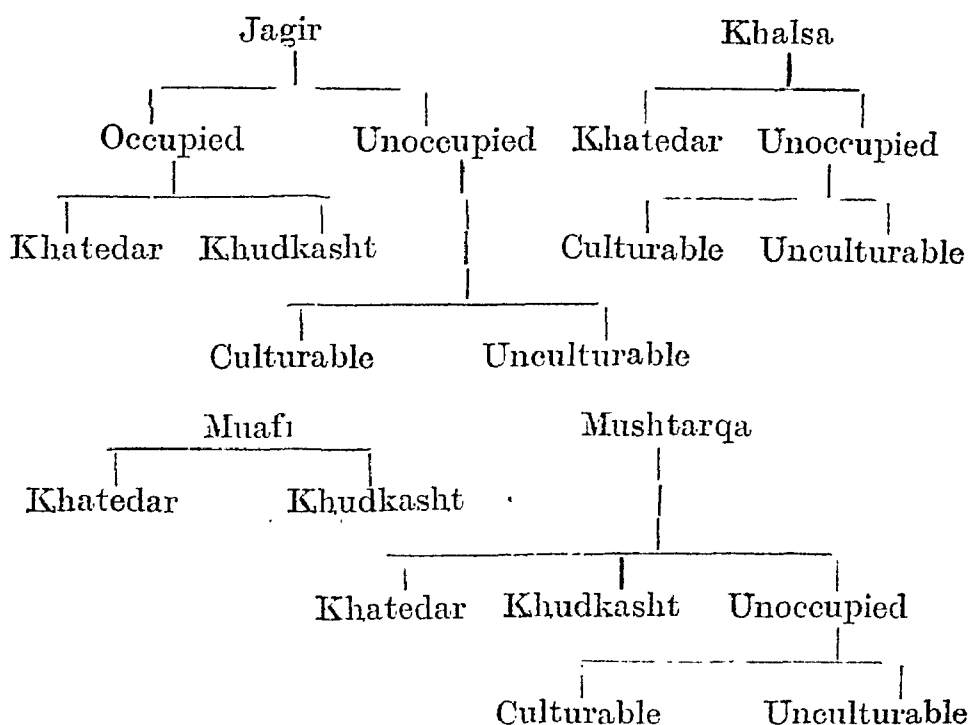 Jagir Khalsa
Occupied Unoccupied Khatedar Unoccupied
Khatedar Khudkasht Culturable Unculturable
Culturable Unculturable
Muafi Mushtarqa
Khatedar Khudkasht
Khatedar Khudkasht Unoccupied
Culturable Unculturable